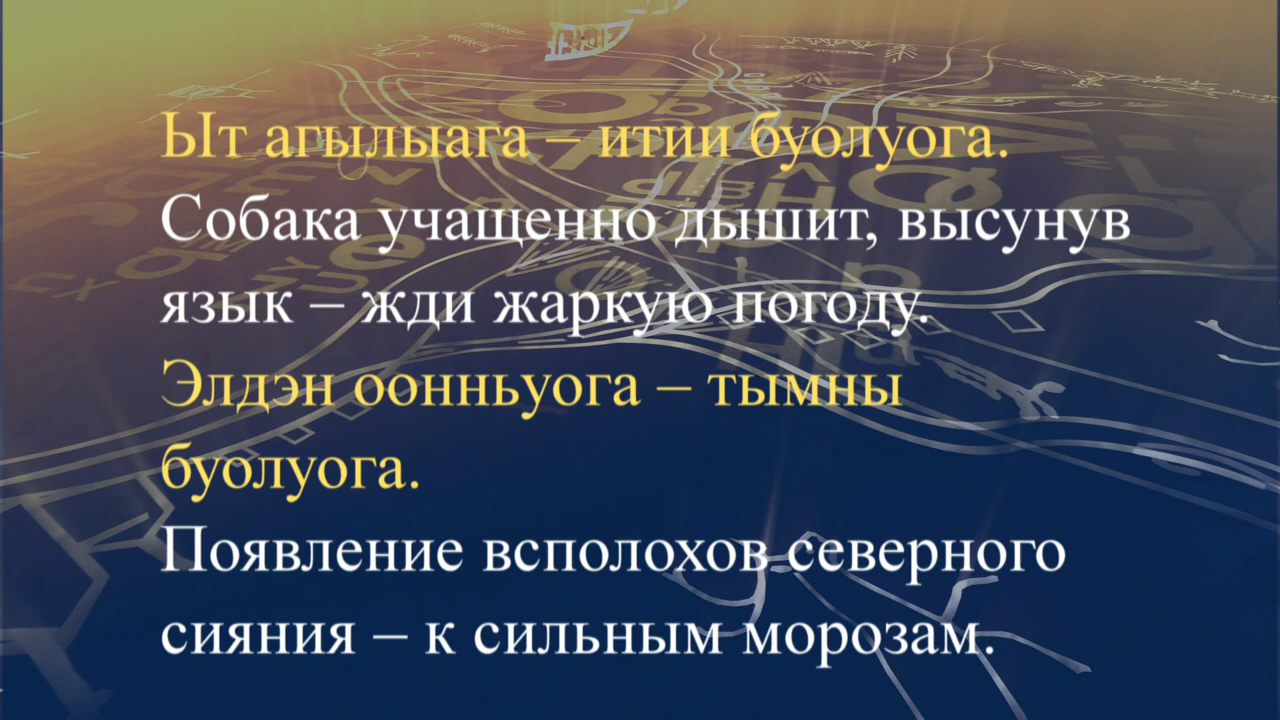 Ыт агылыага – итии буолуога.
Собака учащенно дышит, высунув
язык – жди жаркую погоду.
Элдэн оонньуога – тымны
буолуога.
Появление всполохов северного
сияния – к сильным морозам.